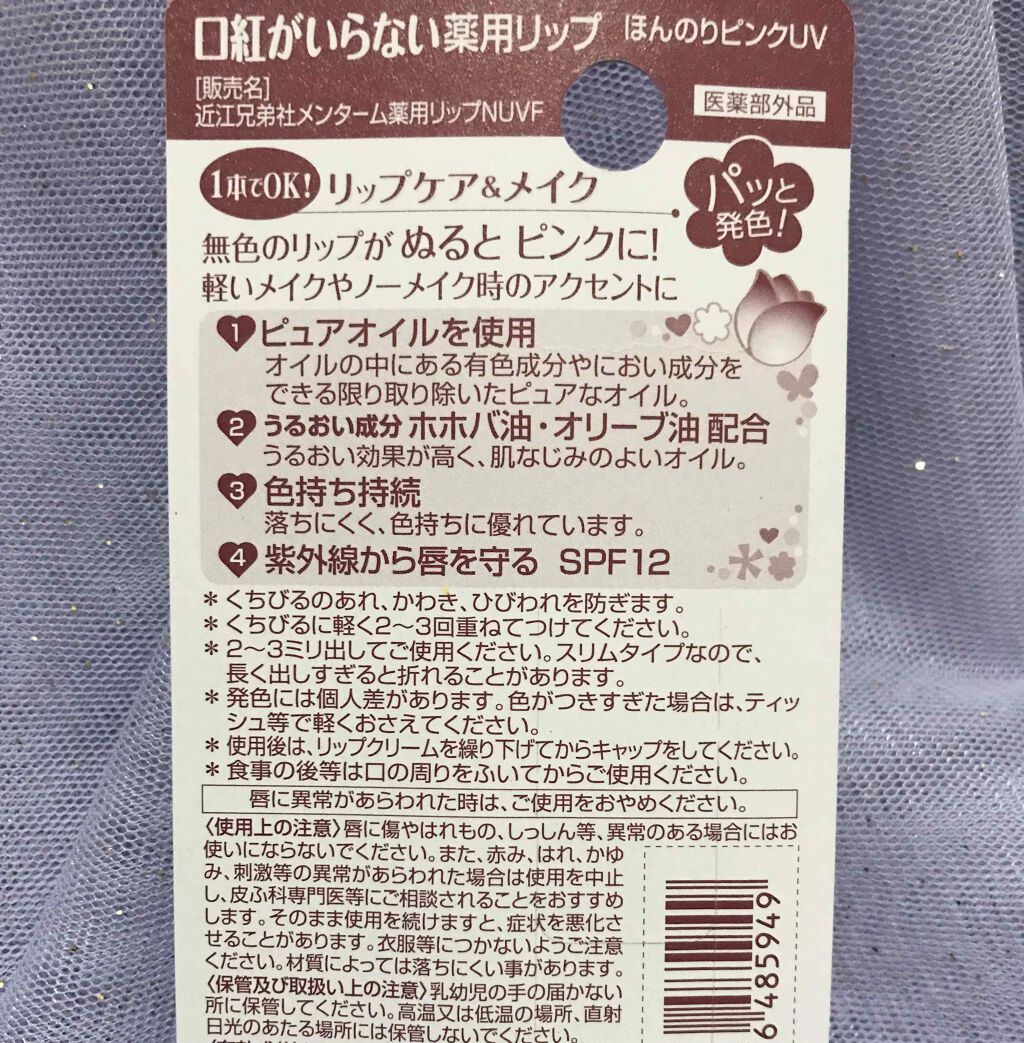 口紅がいらない薬用リップ ほんのりピンクUV
[販売名]
近江兄弟社メンターム薬用リップNUVF
医薬部外品
1本でOK! リップケア&メイク
パッと
発色!
無色のリップが ぬると ピンクに!
軽いメイクやノーメイク時のアクセントに
1 ピュアオイルを使用
オイルの中にある有色成分やにおい成分を
できる限り取り除いたピュアなオイル。
2 うるおい成分 ホホバ油・オリーブ油 配合
うるおい効果が高く、肌なじみのよいオイル。
3 色持ち持続
落ちにくく、色持ちに優れています。
4 紫外線から唇を守る SPF12
*くちびるのあれ、かわき、ひびわれを防ぎます。
*くちびるに軽く2〜3回重ねてつけてください。
*2〜3ミリ出してご使用ください。スリムタイプなので、
長く出しすぎると折れることがあります。
*発色には個人差があります。色がつきすぎた場合は、ティッ
シュ等で軽くおさえてください。
*使用後は、リップクリームを繰り下げてからキャップをしてください。
*食事の後等は口の周りをふいてからご使用ください。
唇に異常があらわれた時は、ご使用をおやめください。
〈使用上の注意〉唇に傷やはれもの、しっしん等、異常のある場合にはお
使いにならないでください。また、赤み、はれ、かゆ
み、刺激等の異常があらわれた場合は使用を中止
し、皮ふ科専門医等にご相談されることをおすすめ
します。そのまま使用を続けますと、症状を悪化さ
せることがあります。衣服等につかないようご注意
ください。材質によっては落ちにくい事があります。
〈保管及び取扱い上の注意〉乳幼児の手の届かない
所に保管してください。高温又は低温の場所、直射
日光のあたる場所には保管しないでください。
6485949